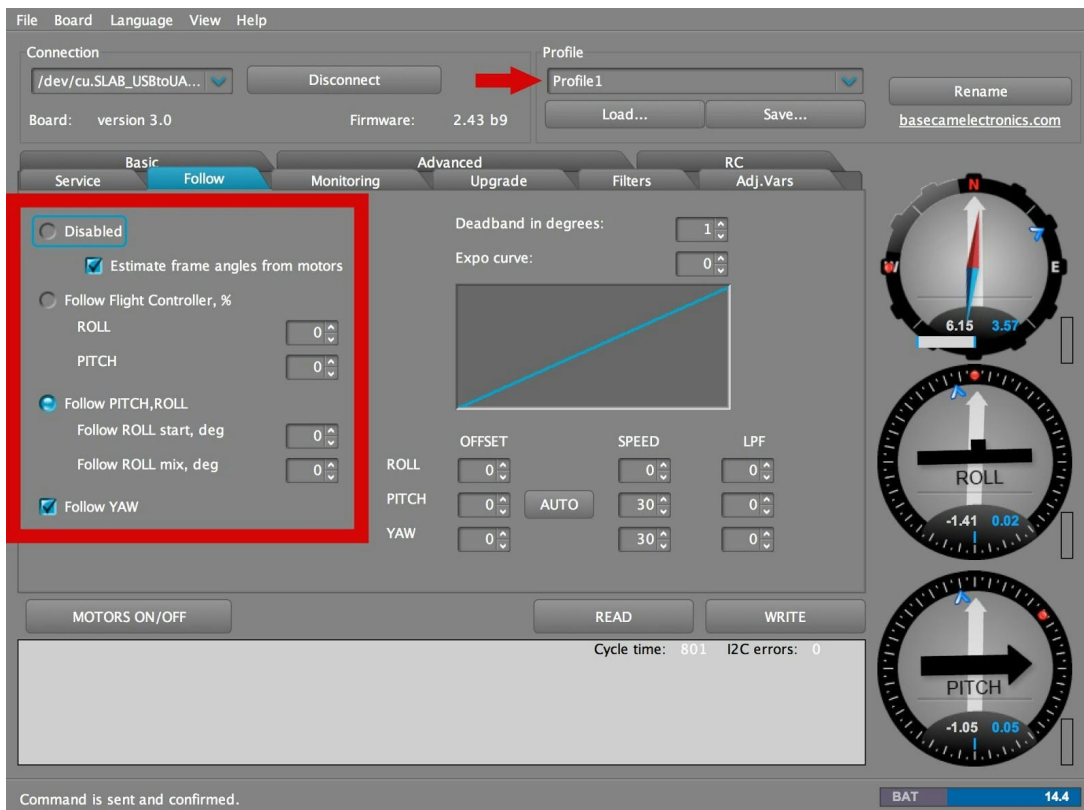 File Board Language View Help
Connection
Profile
/dev/cu.SLAB_USBtoUA... Disconnect
Profile1
Rename
Load... Save...
Board: version 3.0 Firmware: 2.43 b9
basecamelectronics.com
Basic Advanced RC
Service Follow Monitoring Upgrade Filters Adj.Vars
Disabled
Estimate frame angles from motors
Follow Flight Controller, %
ROLL 0
PITCH 0
Follow PITCH,ROLL
Follow ROLL start, deg 0
Follow ROLL mix, deg 0
Follow YAW
Deadband in degrees: 1
Expo curve: 0
OFFSET SPEED LPF
ROLL 0 0 0
PITCH 0 AUTO 30 0
YAW 0 30 0
N
W E
6.15 3.57
ROLL
-1.41 0.02
PITCH
-1.05 0.05
MOTORS ON/OFF READ WRITE
Cycle time: 801 I2C errors: 0
Command is sent and confirmed.
BAT 14.4